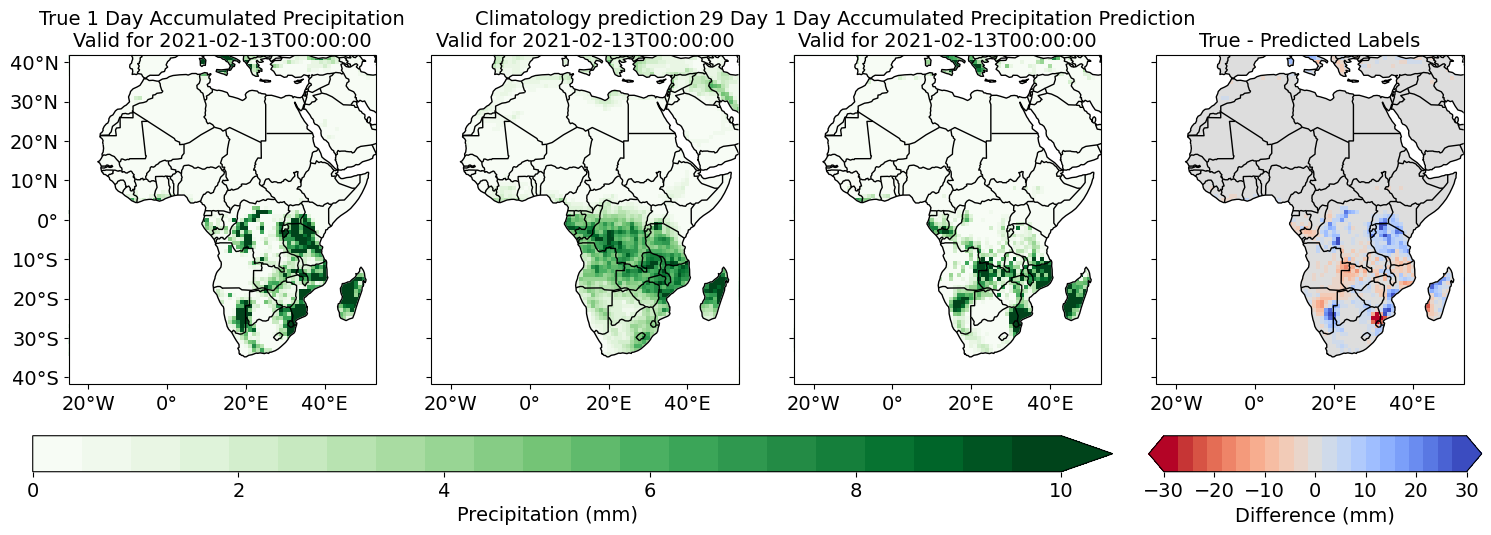 True 1 Day Accumulated Precipitation
Valid for 2021-02-13T00:00:00
Climatology prediction
Valid for 2021-02-13T00:00:00
29 Day 1 Day Accumulated Precipitation Prediction
Valid for 2021-02-13T00:00:00
True - Predicted Labels
40°N
30°N
20°N
10°N
0°
10°S
20°S
30°S
40°S
20°W 0° 20°E 40°E
20°W 0° 20°E 40°E
20°W 0° 20°E 40°E
20°W 0° 20°E 40°E
0 2 4 6 8 10
Precipitation (mm)
−30 −20 −10 0 10 20 30
Difference (mm)